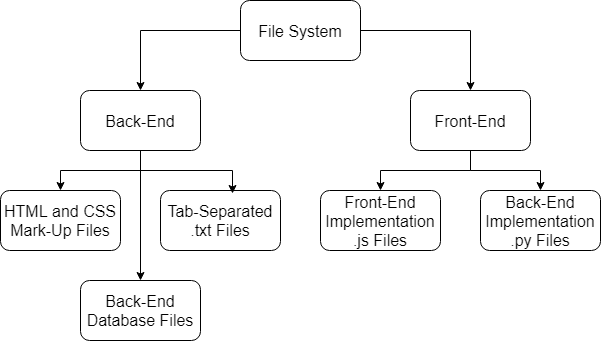 File System
Back-End
Front-End
HTML and CSS
Mark-Up Files
Tab-Separated
.txt Files
Front-End
Implementation
.js Files
Back-End
Implementation
.py Files
Back-End
Database Files